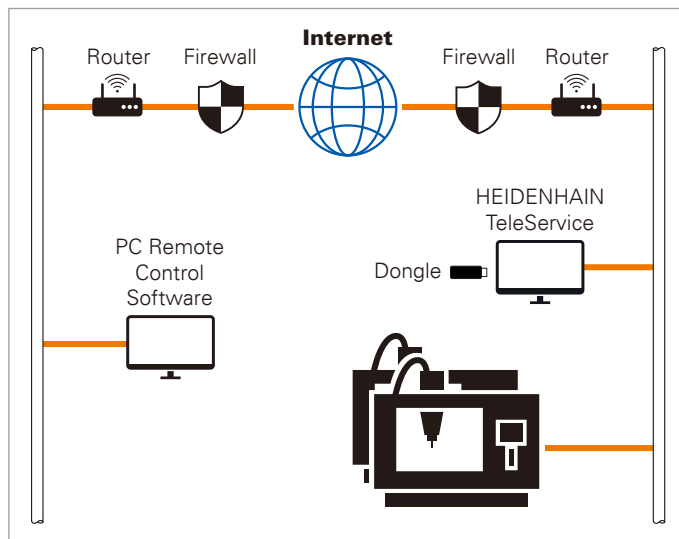 Internet
Router
Firewall
Firewall
Router
HEIDENHAIN
TeleService
Dongle
PC Remote
Control
Software